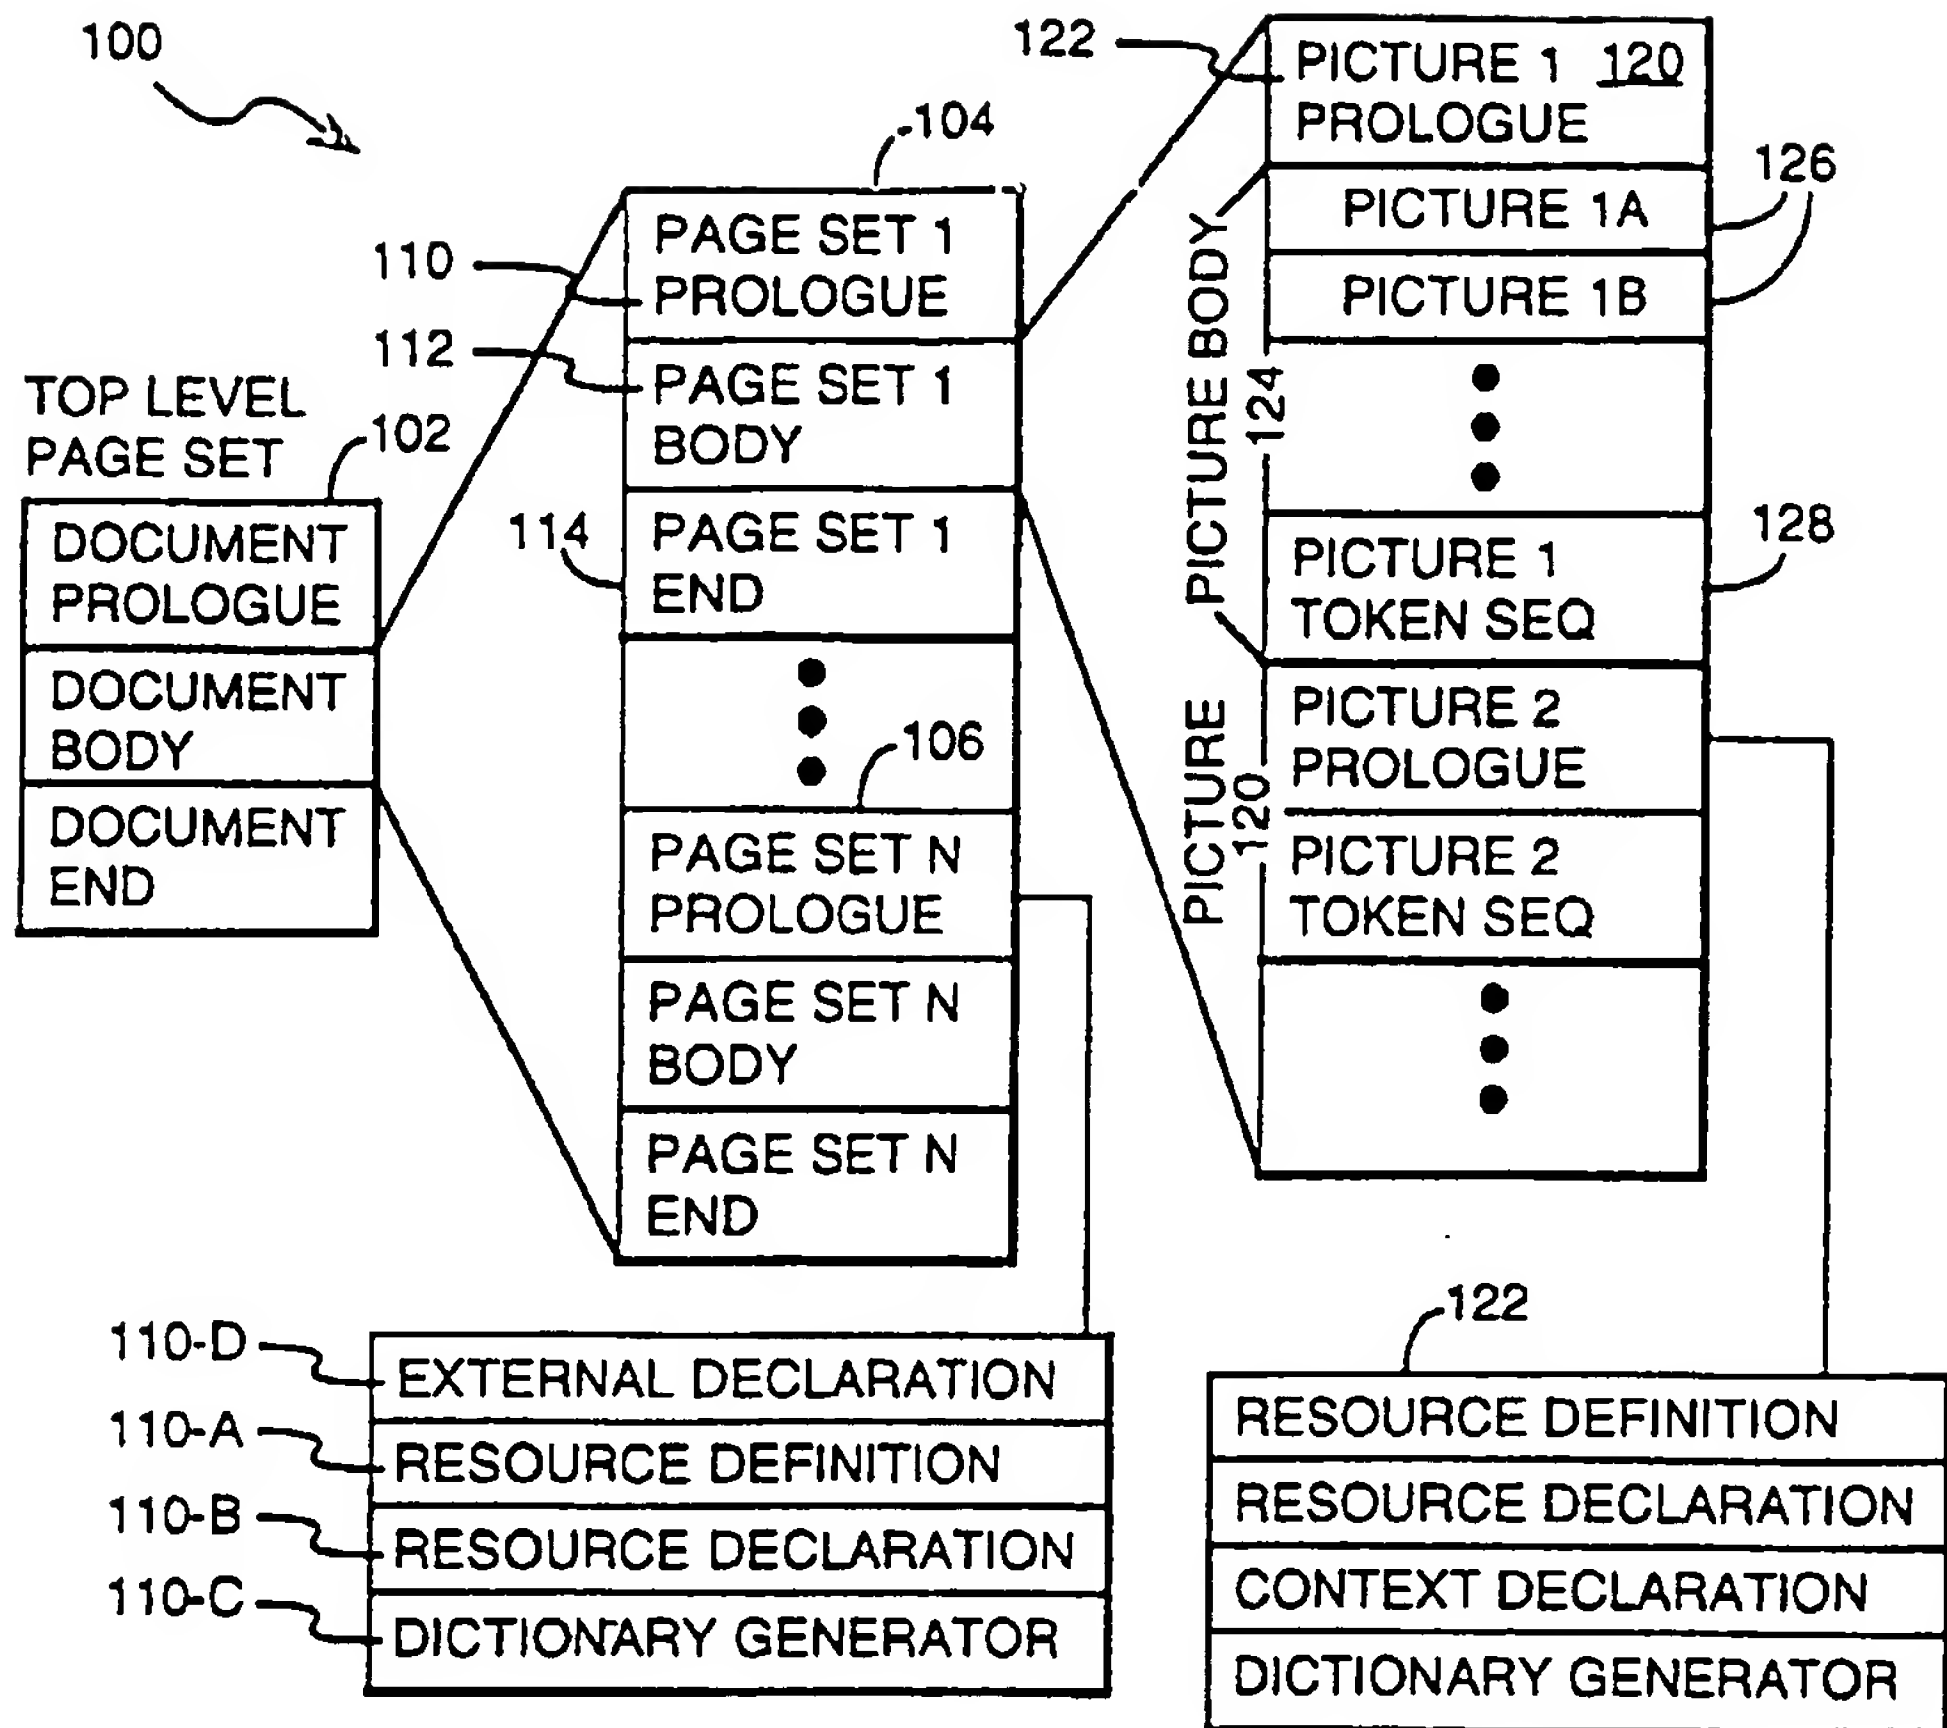 100
TOP LEVEL
PAGE SET
102
DOCUMENT
PROLOGUE
DOCUMENT
BODY
DOCUMENT
END
104
110
PAGE SET 1
PROLOGUE
112
PAGE SET 1
BODY
114
PAGE SET 1
END
106
PAGE SET N
PROLOGUE
PAGE SET N
BODY
PAGE SET N
END
122
PICTURE 1 120
PROLOGUE
126
PICTURE 1A
PICTURE 1B
PICTURE BODY
124
128
PICTURE 1
TOKEN SEQ
PICTURE
120
PICTURE 2
PROLOGUE
PICTURE 2
TOKEN SEQ
110-D
EXTERNAL DECLARATION
110-A
RESOURCE DEFINITION
110-B
RESOURCE DECLARATION
110-C
DICTIONARY GENERATOR
122
RESOURCE DEFINITION
RESOURCE DECLARATION
CONTEXT DECLARATION
DICTIONARY GENERATOR